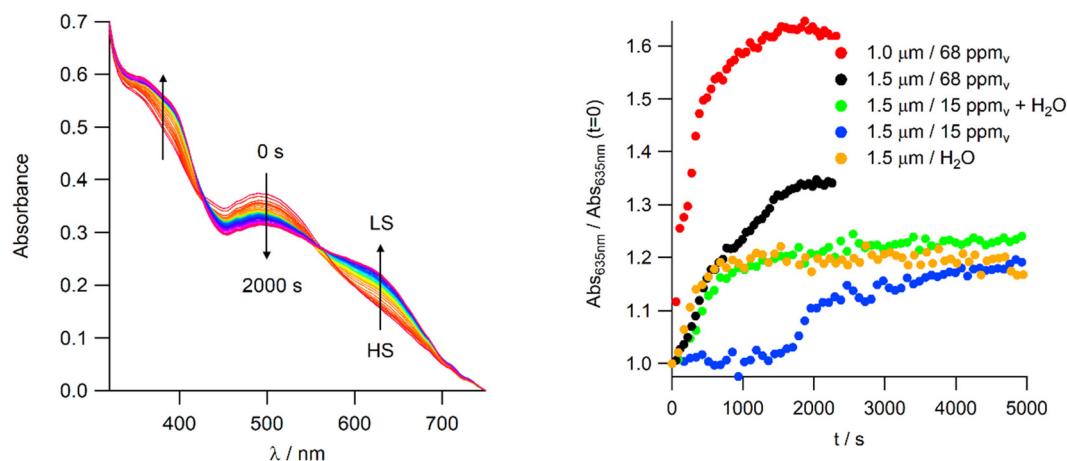 0.7
0.6
0.5
0.4
0.3
0.2
0.1
0.0
Absorbance
0 s
LS
2000 s
HS
400
500
600
700
λ / nm
1.6
1.5
1.4
1.3
1.2
1.1
1.0
Abs635nm / Abs635nm (t=0)
1.0 µm / 68 ppmv
1.5 µm / 68 ppmv
1.5 µm / 15 ppmv + H2O
1.5 µm / 15 ppmv
1.5 µm / H2O
0
1000
2000
3000
4000
5000
t / s